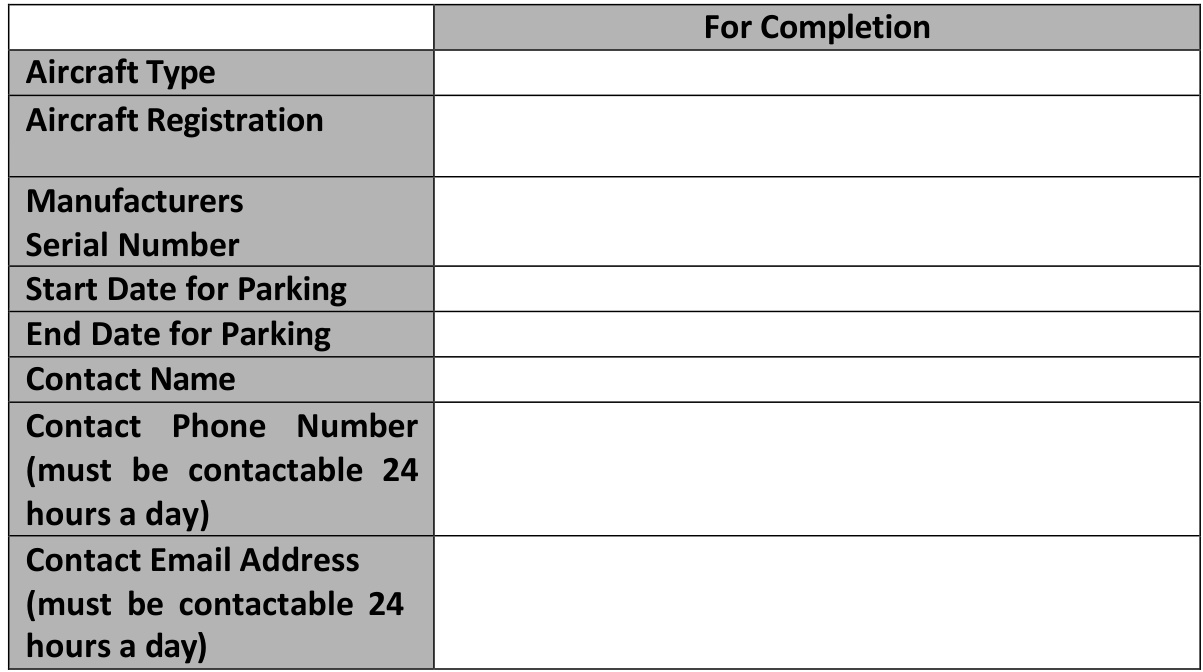 For Completion
Aircraft Type
Aircraft Registration
Manufacturers
Serial Number
Start Date for Parking
End Date for Parking
Contact Name
Contact Phone Number
(must be contactable 24
hours a day)
Contact Email Address
(must be contactable 24
hours a day)